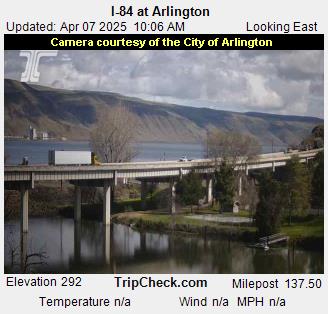 I-84 at Arlington
Updated: Apr 07 2025 10:06 AM Looking East
Camera courtesy of the City of Arlington
Elevation 292 TripCheck.com Milepost 137.50
Temperature n/a Wind n/a MPH n/a